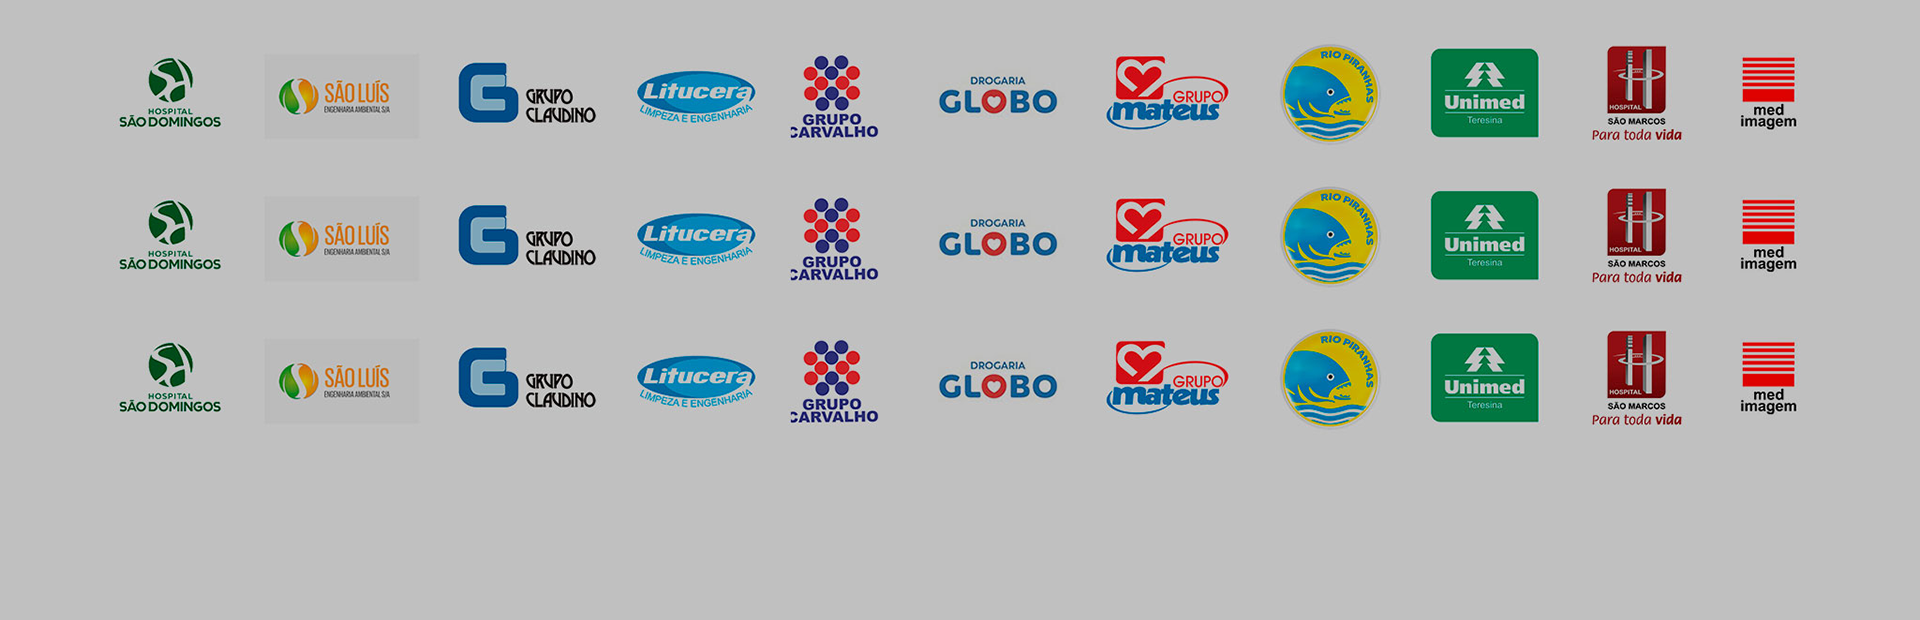 HOSPITAL
SÃO DOMINGOS
SÃO LUÍS
ENGENHARIA AMBIENTAL S/A
GRUPO
CLAUDINO
Litucera
LIMPEZA E ENGENHARIA
GRUPO
CARVALHO
DROGARIA
GLOBO
GRUPO
mateus
RIO PIRANHAS
Unimed
Teresina
HOSPITAL
SÃO MARCOS
Para toda vida
med
imagem
HOSPITAL
SÃO DOMINGOS
SÃO LUÍS
ENGENHARIA AMBIENTAL S/A
GRUPO
CLAUDINO
Litucera
LIMPEZA E ENGENHARIA
GRUPO
CARVALHO
DROGARIA
GLOBO
GRUPO
mateus
RIO PIRANHAS
Unimed
Teresina
HOSPITAL
SÃO MARCOS
Para toda vida
med
imagem
HOSPITAL
SÃO DOMINGOS
SÃO LUÍS
ENGENHARIA AMBIENTAL S/A
GRUPO
CLAUDINO
Litucera
LIMPEZA E ENGENHARIA
GRUPO
CARVALHO
DROGARIA
GLOBO
GRUPO
mateus
RIO PIRANHAS
Unimed
Teresina
HOSPITAL
SÃO MARCOS
Para toda vida
med
imagem